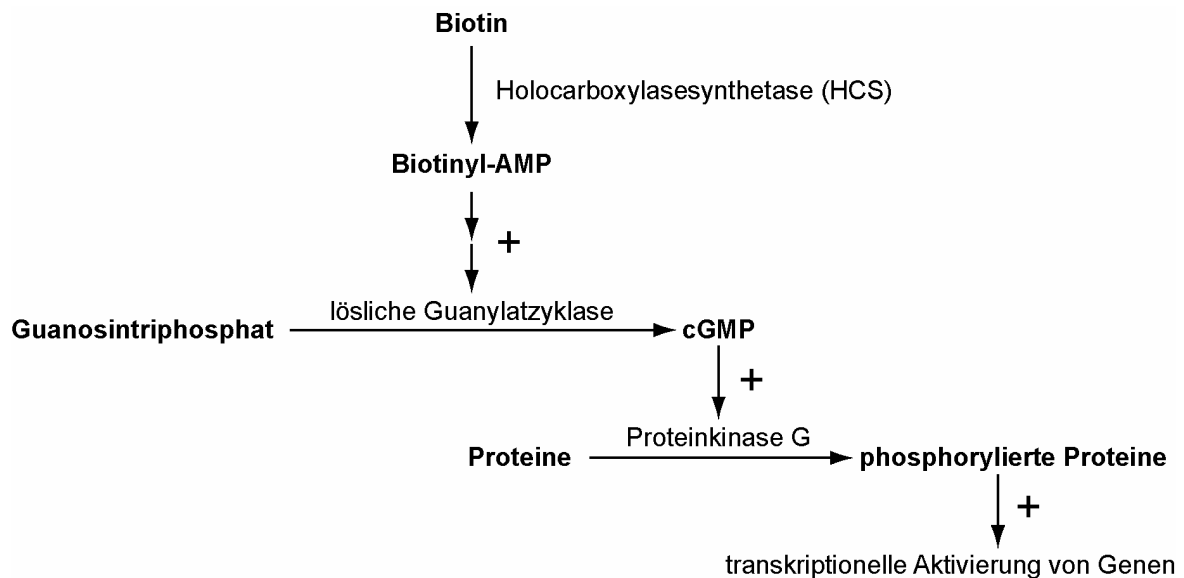 Biotin
Holocarboxylasesynthetase (HCS)
Biotinyl-AMP
+
lösliche Guanylatzyklase
Guanosintriphosphat
cGMP
+
Proteinkinase G
Proteine
phosphorylierte Proteine
+
transkriptionelle Aktivierung von Genen